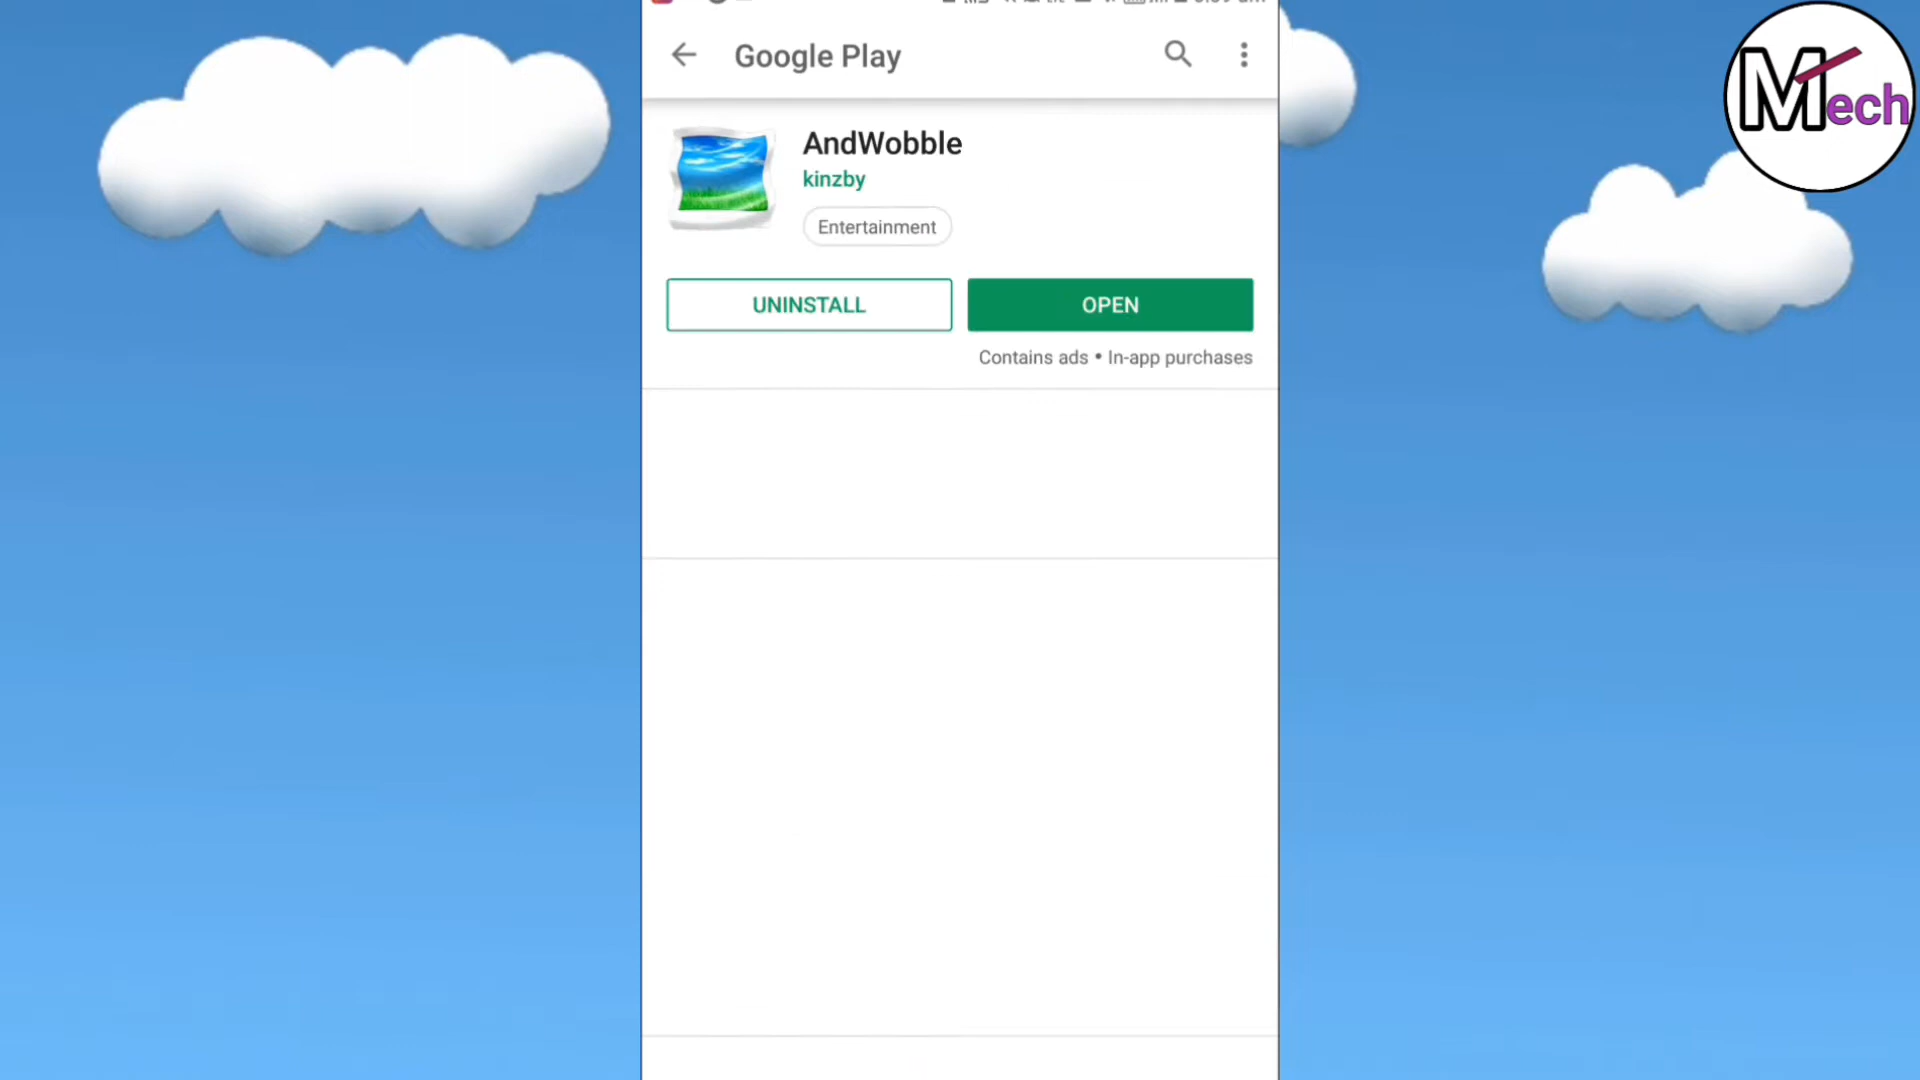 Mech
Google Play
AndWobble
kinzby
Entertainment
UNINSTALL
OPEN
Contains ads • In-app purchases